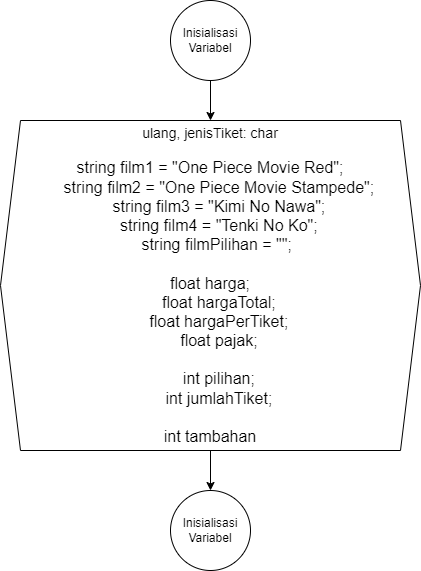 Inisialisasi
Variabel
ulang, jenisTiket: char
string film1 = "One Piece Movie Red";
string film2 = "One Piece Movie Stampede";
string film3 = "Kimi No Nawa";
string film4 = "Tenki No Ko";
string filmPilihan = "";
float harga;
float hargaTotal;
float hargaPerTiket;
float pajak;
int pilihan;
int jumlahTiket;
int tambahan
Inisialisasi
Variabel